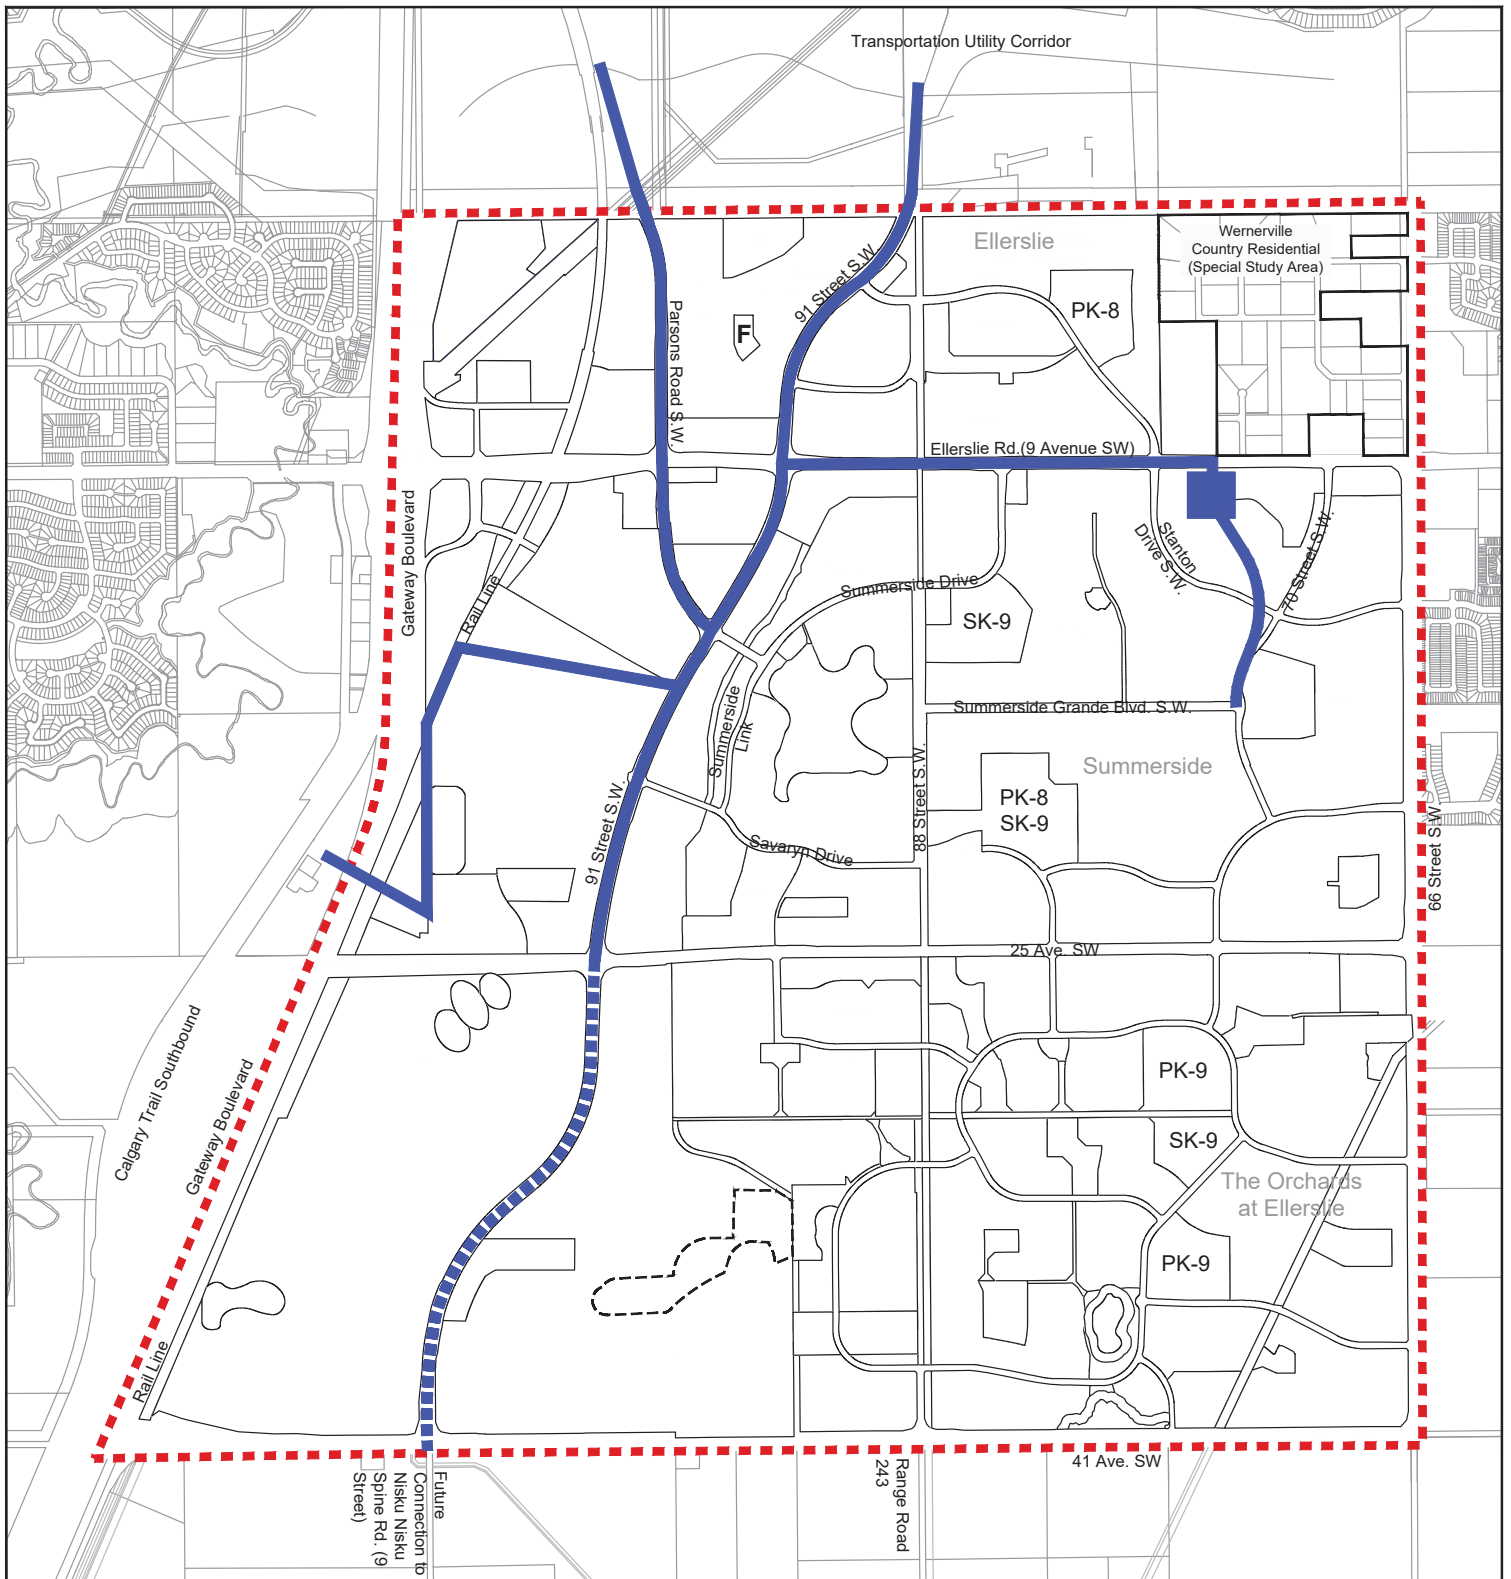 Transportation Utility Corridor
Ellerslie
Wernerville
Country Residential
(Special Study Area)
91 Street S.W.
PK-8
F
Parsons Road S.W.
Ellerslie Rd.(9 Avenue SW)
Gateway Boulevard
Rail Line
Stanton
Drive S.W.
70 Street S.W.
Summerside Drive
SK-9
Summerside
Link
Summerside Grande Blvd. S.W.
Summerside
PK-8
SK-9
88 Street S.W.
91 Street S.W.
Savaryn Drive
66 Street S.W.
25 Ave. SW
Calgary Trail Southbound
Gateway Boulevard
PK-9
SK-9
The Orchards
at Ellerslie
PK-9
Rail Line
41 Ave. SW
Future
Connection to
Nisku Nisku
Spine Rd. (9
Street)
Range Road
243